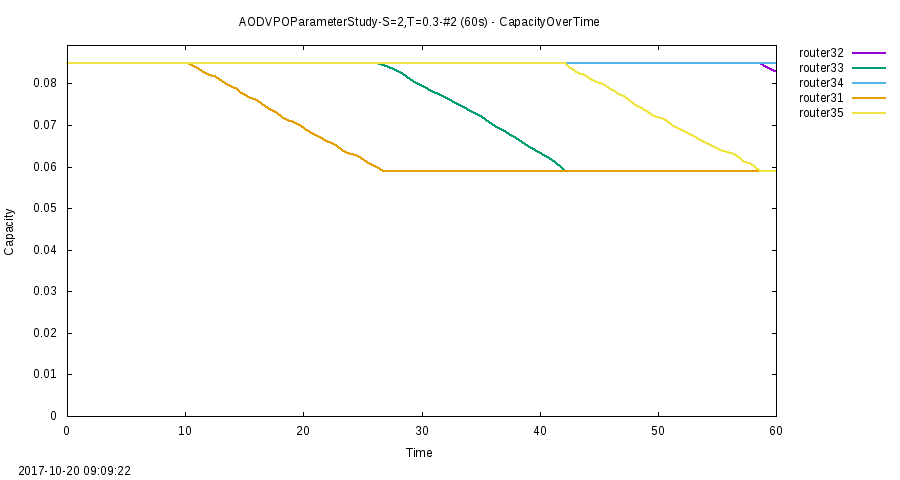 AODVPOParameterStudy-S=2,T=0.3-#2 (60s) - CapacityOverTime
router32
router33
router34
router31
router35
0.08
0.07
0.06
0.05
0.04
0.03
0.02
0.01
0
Capacity
0 10 20 30 40 50 60
Time
2017-10-20 09:09:22